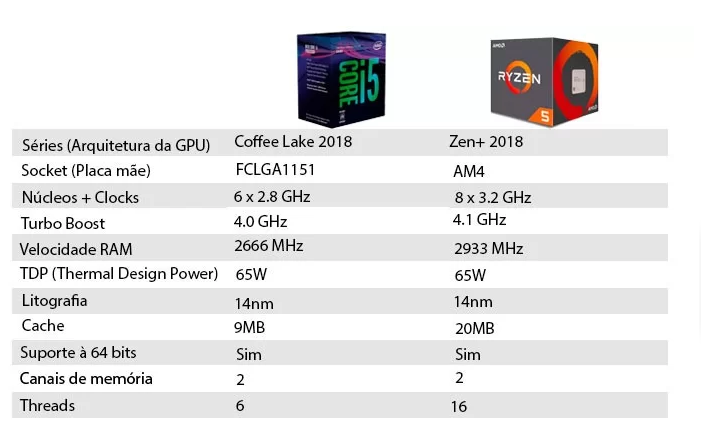 CORE i5
AMD
RYZEN
5
AMD
Séries (Arquitetura da GPU) Coffee Lake 2018 Zen+ 2018
Socket (Placa mãe) FCLGA1151 AM4
Núcleos + Clocks 6 x 2.8 GHz 8 x 3.2 GHz
Turbo Boost 4.0 GHz 4.1 GHz
Velocidade RAM 2666 MHz 2933 MHz
TDP (Thermal Design Power) 65W 65W
Litografia 14nm 14nm
Cache 9MB 20MB
Suporte à 64 bits Sim Sim
Canais de memória 2 2
Threads 6 16